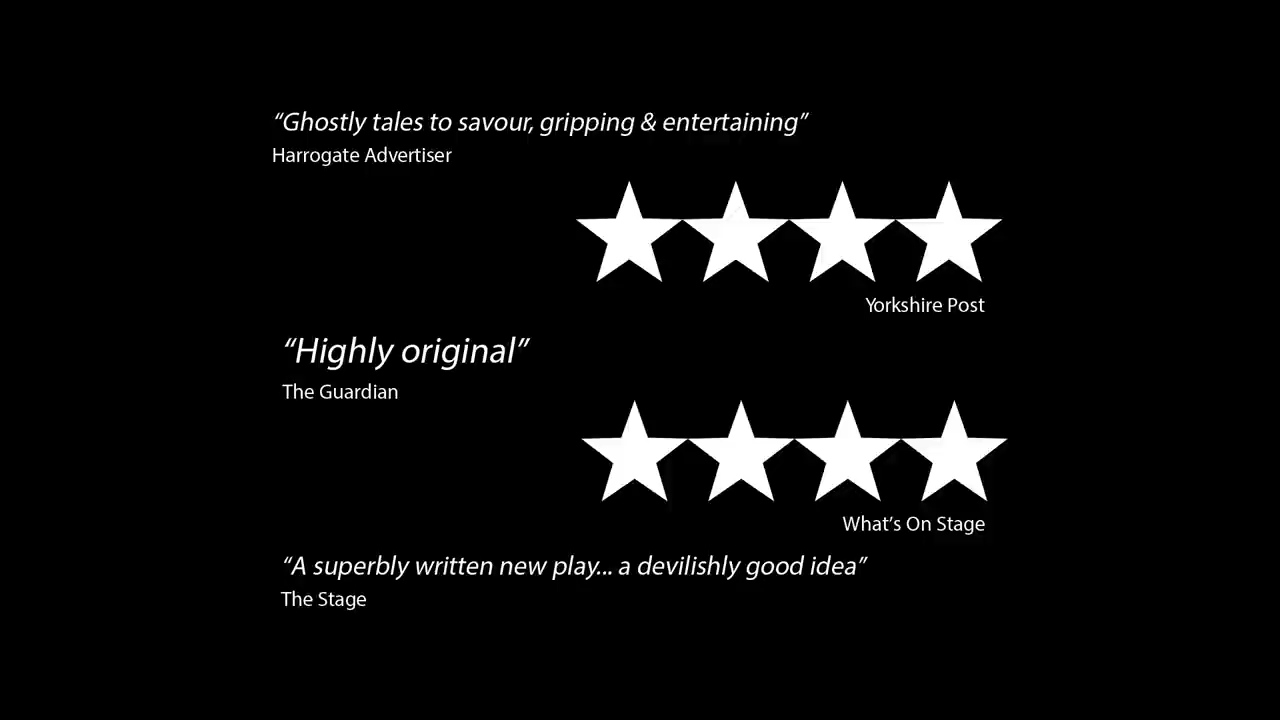 “Ghostly tales to savour, gripping & entertaining”
Harrogate Advertiser
Yorkshire Post
“Highly original”
The Guardian
What’s On Stage
“A superbly written new play... a devilishly good idea”
The Stage